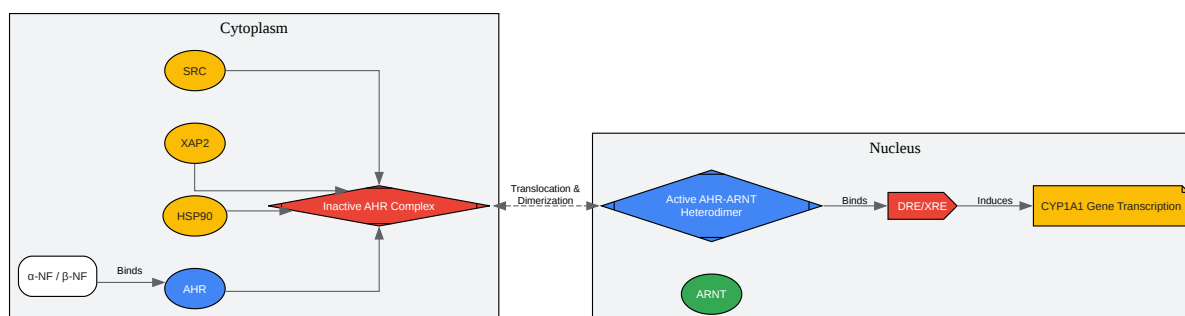 Cytoplasm
SRC
XAP2
HSP90
α-NF / β-NF
Binds
AHR
Inactive AHR Complex
Translocation &
Dimerization
Nucleus
Active AHR-ARNT
Heterodimer
Binds
DRE/XRE
Induces
CYP1A1 Gene Transcription
ARNT